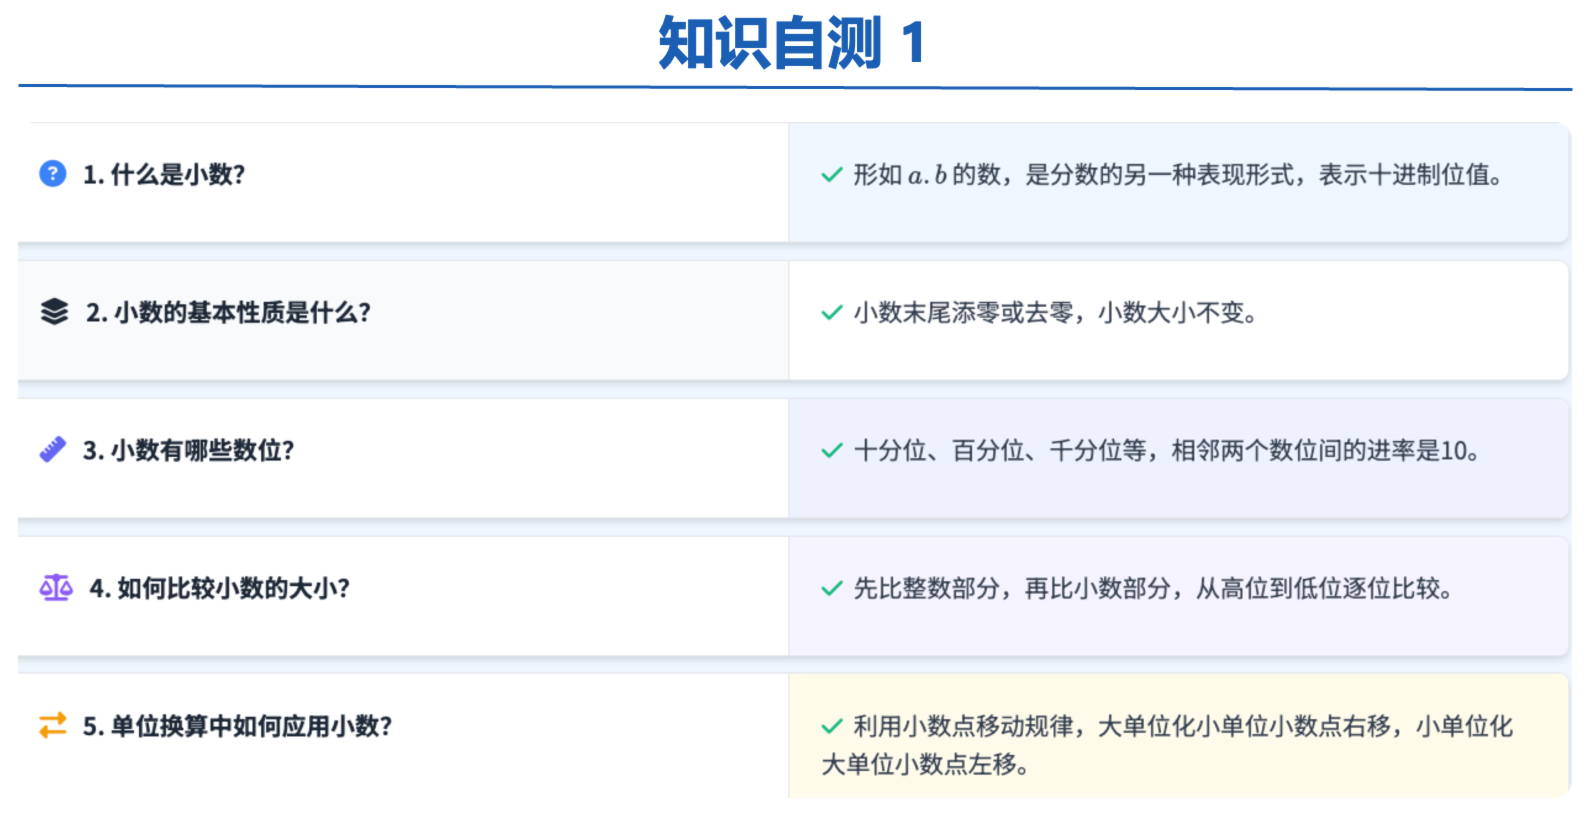 知识自测 1
1. 什么是小数?
形如 a.b 的数，是分数的另一种表现形式，表示十进制位值。
2. 小数的基本性质是什么?
小数末尾添零或去零，小数大小不变。
3. 小数有哪些数位?
十分位、百分位、千分位等，相邻两个数位间的进率是10。
4. 如何比较小数的大小?
先比整数部分，再比小数部分，从高位到低位逐位比较。
5. 单位换算中如何应用小数?
利用小数点移动规律，大单位化小单位小数点右移，小单位化
大单位小数点左移。